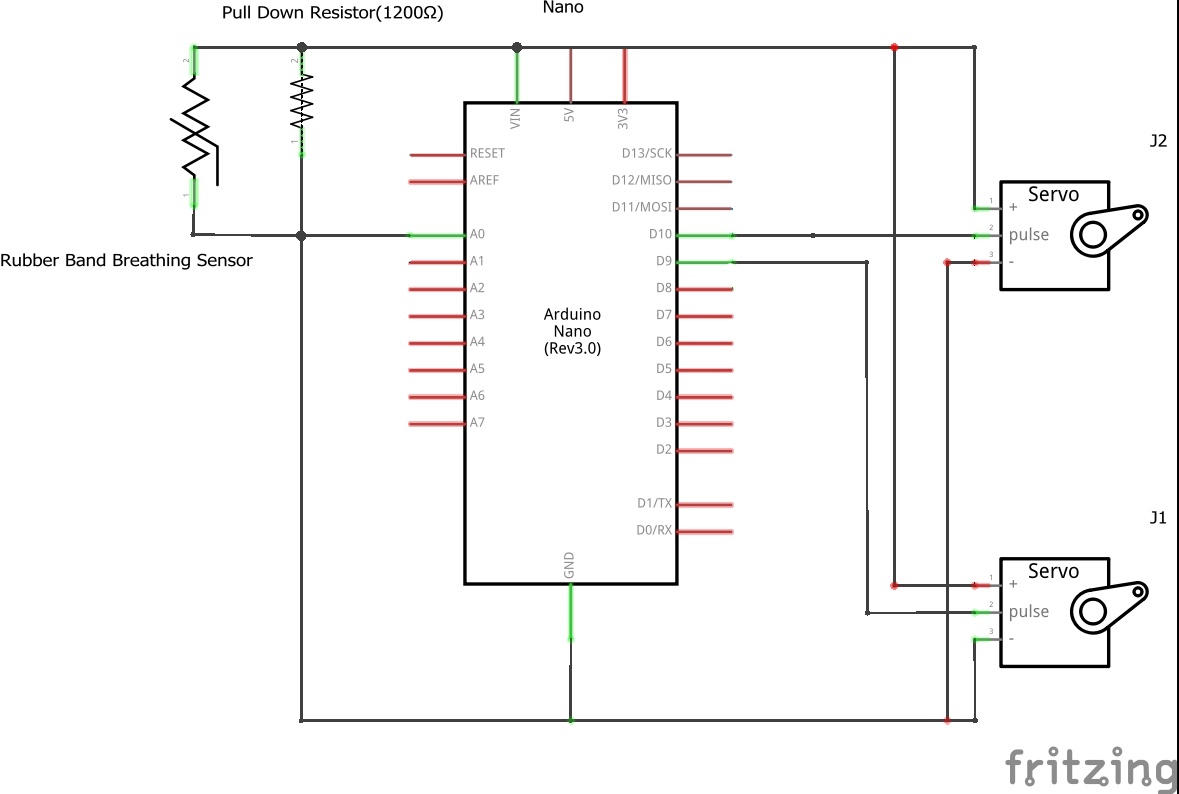 Nano
Pull Down Resistor(1200Ω)
2
2
1
1
VIN
5V
3V3
RESET
AREF
A0
A1
A2
A3
A4
A5
A6
A7
D13/SCK
D12/MISO
D11/MOSI
D10
D9
D8
D7
D6
D5
D4
D3
D2
D1/TX
D0/RX
Arduino
Nano
(Rev3.0)
GND
Rubber Band Breathing Sensor
J2
Servo
1 +
2 pulse
3 -
J1
Servo
1 +
2 pulse
3 -
fritzing